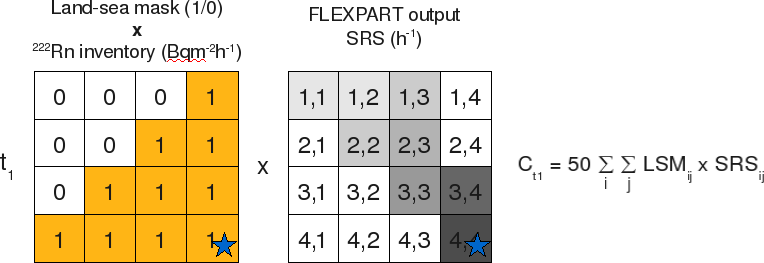 Land-sea mask (1/0)
x
²²²Rn inventory (Bqm⁻²h⁻¹)
FLEXPART output
SRS (h⁻¹)
t₁
0 0 0 1
0 0 1 1
0 1 1 1
1 1 1 1
x
1,1 1,2 1,3 1,4
2,1 2,2 2,3 2,4
3,1 3,2 3,3 3,4
4,1 4,2 4,3 4,
C_t1 = 50 ∑_i ∑_j LSM_ij x SRS_ij